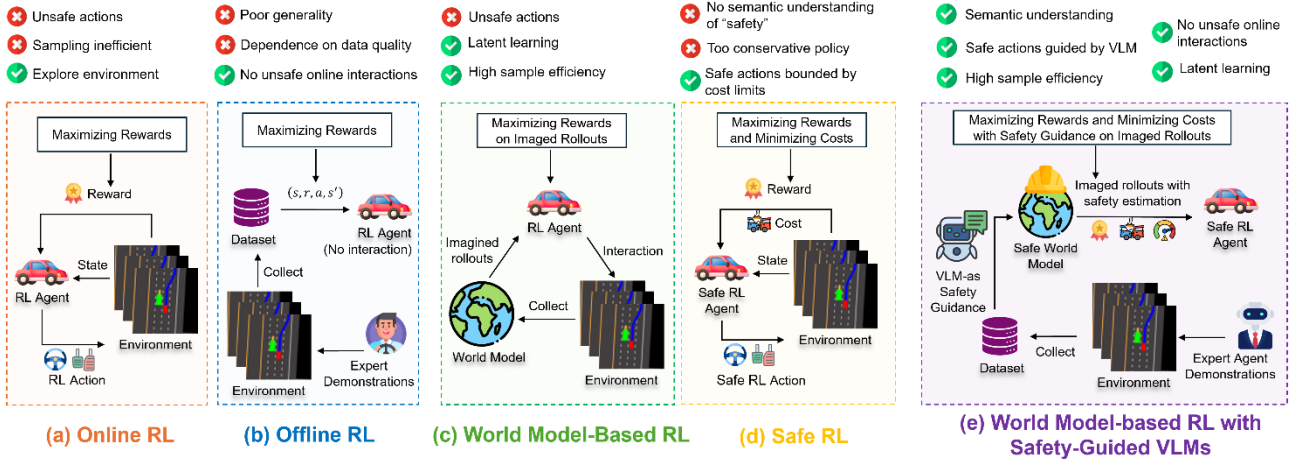 Unsafe actions
Sampling inefficient
Explore environment
Maximizing Rewards
Reward
State
RL Agent
Environment
RL Action
(a) Online RL
Poor generality
Dependence on data quality
No unsafe online interactions
Maximizing Rewards
(s, r, a, s′)
Dataset
RL Agent
(No interaction)
Collect
Environment
Expert
Demonstrations
(b) Offline RL
Unsafe actions
Latent learning
High sample efficiency
Maximizing Rewards
on Imaged Rollouts
RL Agent
Imagined
rollouts
Interaction
Collect
World Model
Environment
(c) World Model-Based RL
No semantic understanding
of “safety”
Too conservative policy
Safe actions bounded by
cost limits
Maximizing Rewards
and Minimizing Costs
Reward
Cost
State
Safe RL
Agent
Environment
Safe RL Action
(d) Safe RL
Semantic understanding
Safe actions guided by VLM
High sample efficiency
No unsafe online
interactions
Latent learning
Maximizing Rewards and Minimizing Costs
with Safety Guidance on Imaged Rollouts
Imaged rollouts with
safety estimation
Safe World
Model
Safe RL
Agent
VLM-as
Safety
Guidance
Dataset
Collect
Environment
Expert Agent
Demonstrations
(e) World Model-based RL with
Safety-Guided VLMs